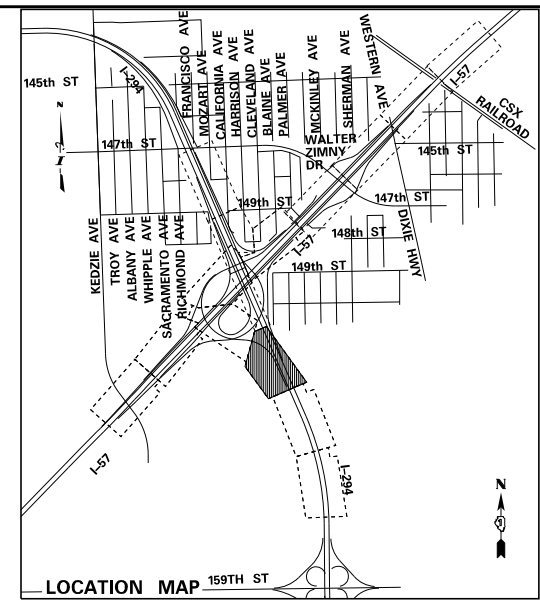 145th ST
I-294
FRANCISCO AVE
MOZART AVE
CALIFORNIA AVE
HARRISON AVE
CLEVELAND AVE
BLAINE AVE
PALMER AVE
MCKINLEY AVE
SHERMAN AVE
WESTERN AVE
I-57
CSX
RAILROAD
N
147th ST
WALTER
ZIMNY
DR
145th ST
149th ST
147th ST
148th ST
I-57
149th ST
DIXIE HWY
KEDZIE AVE
TROY AVE
ALBANY AVE
WHIPPLE AVE
SACRAMENTO AVE
RICHMOND AVE
I-57
I-294
N
LOCATION MAP
159TH ST